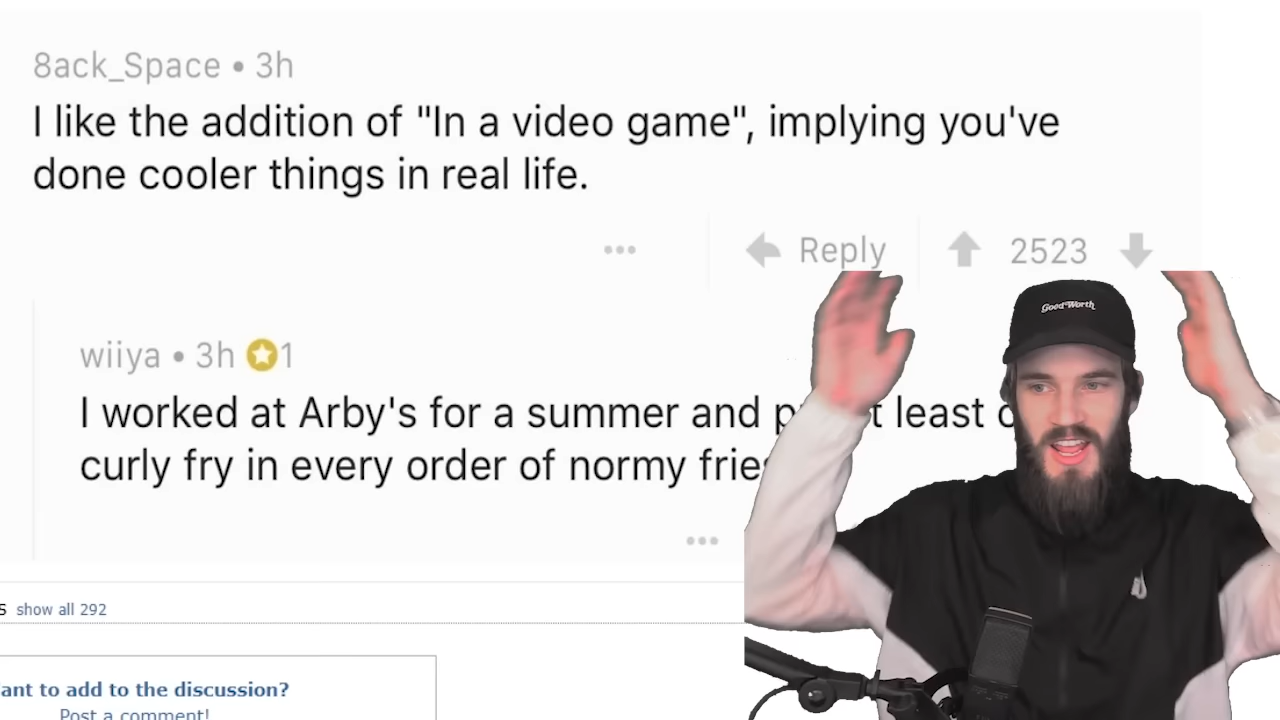 8ack_Space • 3h
I like the addition of "In a video game", implying you've
done cooler things in real life.
Reply 2523
wiiya • 3h 1
I worked at Arby's for a summer and least
curly fry in every order of normy
show all 292
to add to the discussion?
Post a comment!
Good Worth